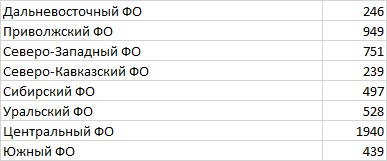 Дальневосточный ФО 246
Приволжский ФО 949
Северо-Западный ФО 751
Северо-Кавказский ФО 239
Сибирский ФО 497
Уральский ФО 528
Центральный ФО 1940
Южный ФО 439